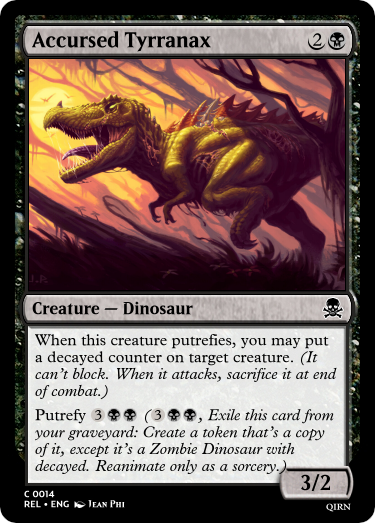 Accursed Tyrranax 2
Creature — Dinosaur
When this creature putrefies, you may put
a decayed counter on target creature. (It
can't block. When it attacks, sacrifice it at end
of combat.)
Putrefy 3 (3, Exile this card from
your graveyard: Create a token that's a copy
of it, except it's a Zombie Dinosaur with
decayed. Reanimate only as a sorcery.)
3/2
C 0014
REL • ENG Jean Phi
QIRN